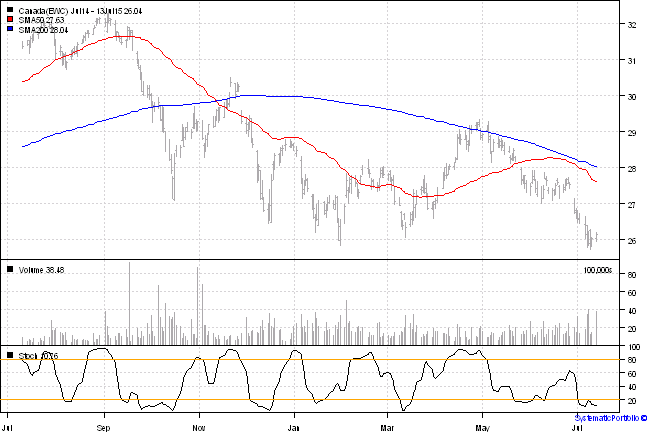 Canada(EWC) Jul14 - 13Jul15 26.04
SMA50 27.63
SMA200 28.04
32
31
30
29
28
27
26
Volume 38.48
100,000s
80
60
40
20
Stoch
100
80
60
40
20
Jul
Sep
Nov
Jan
Mar
May
Jul
SystematicPortfolio ©